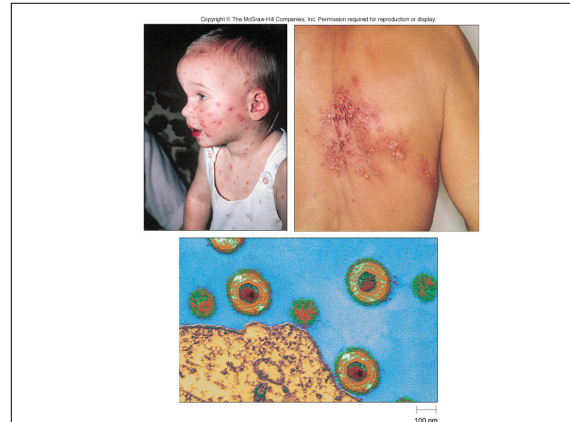 Copyright © The McGraw-Hill Companies, Inc. Permission required for reproduction or display.
100 nm